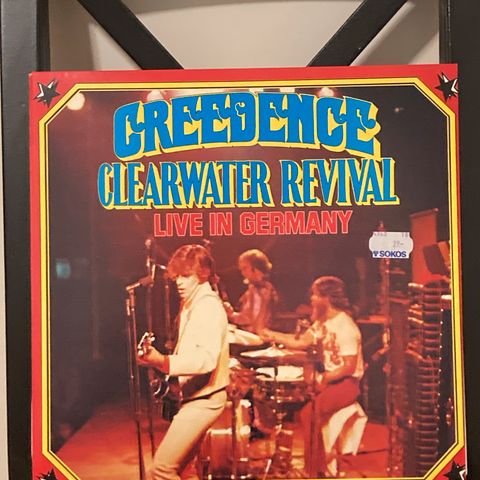 CREEDENCE
CLEARWATER REVIVAL
LIVE IN GERMANY
SOKOS